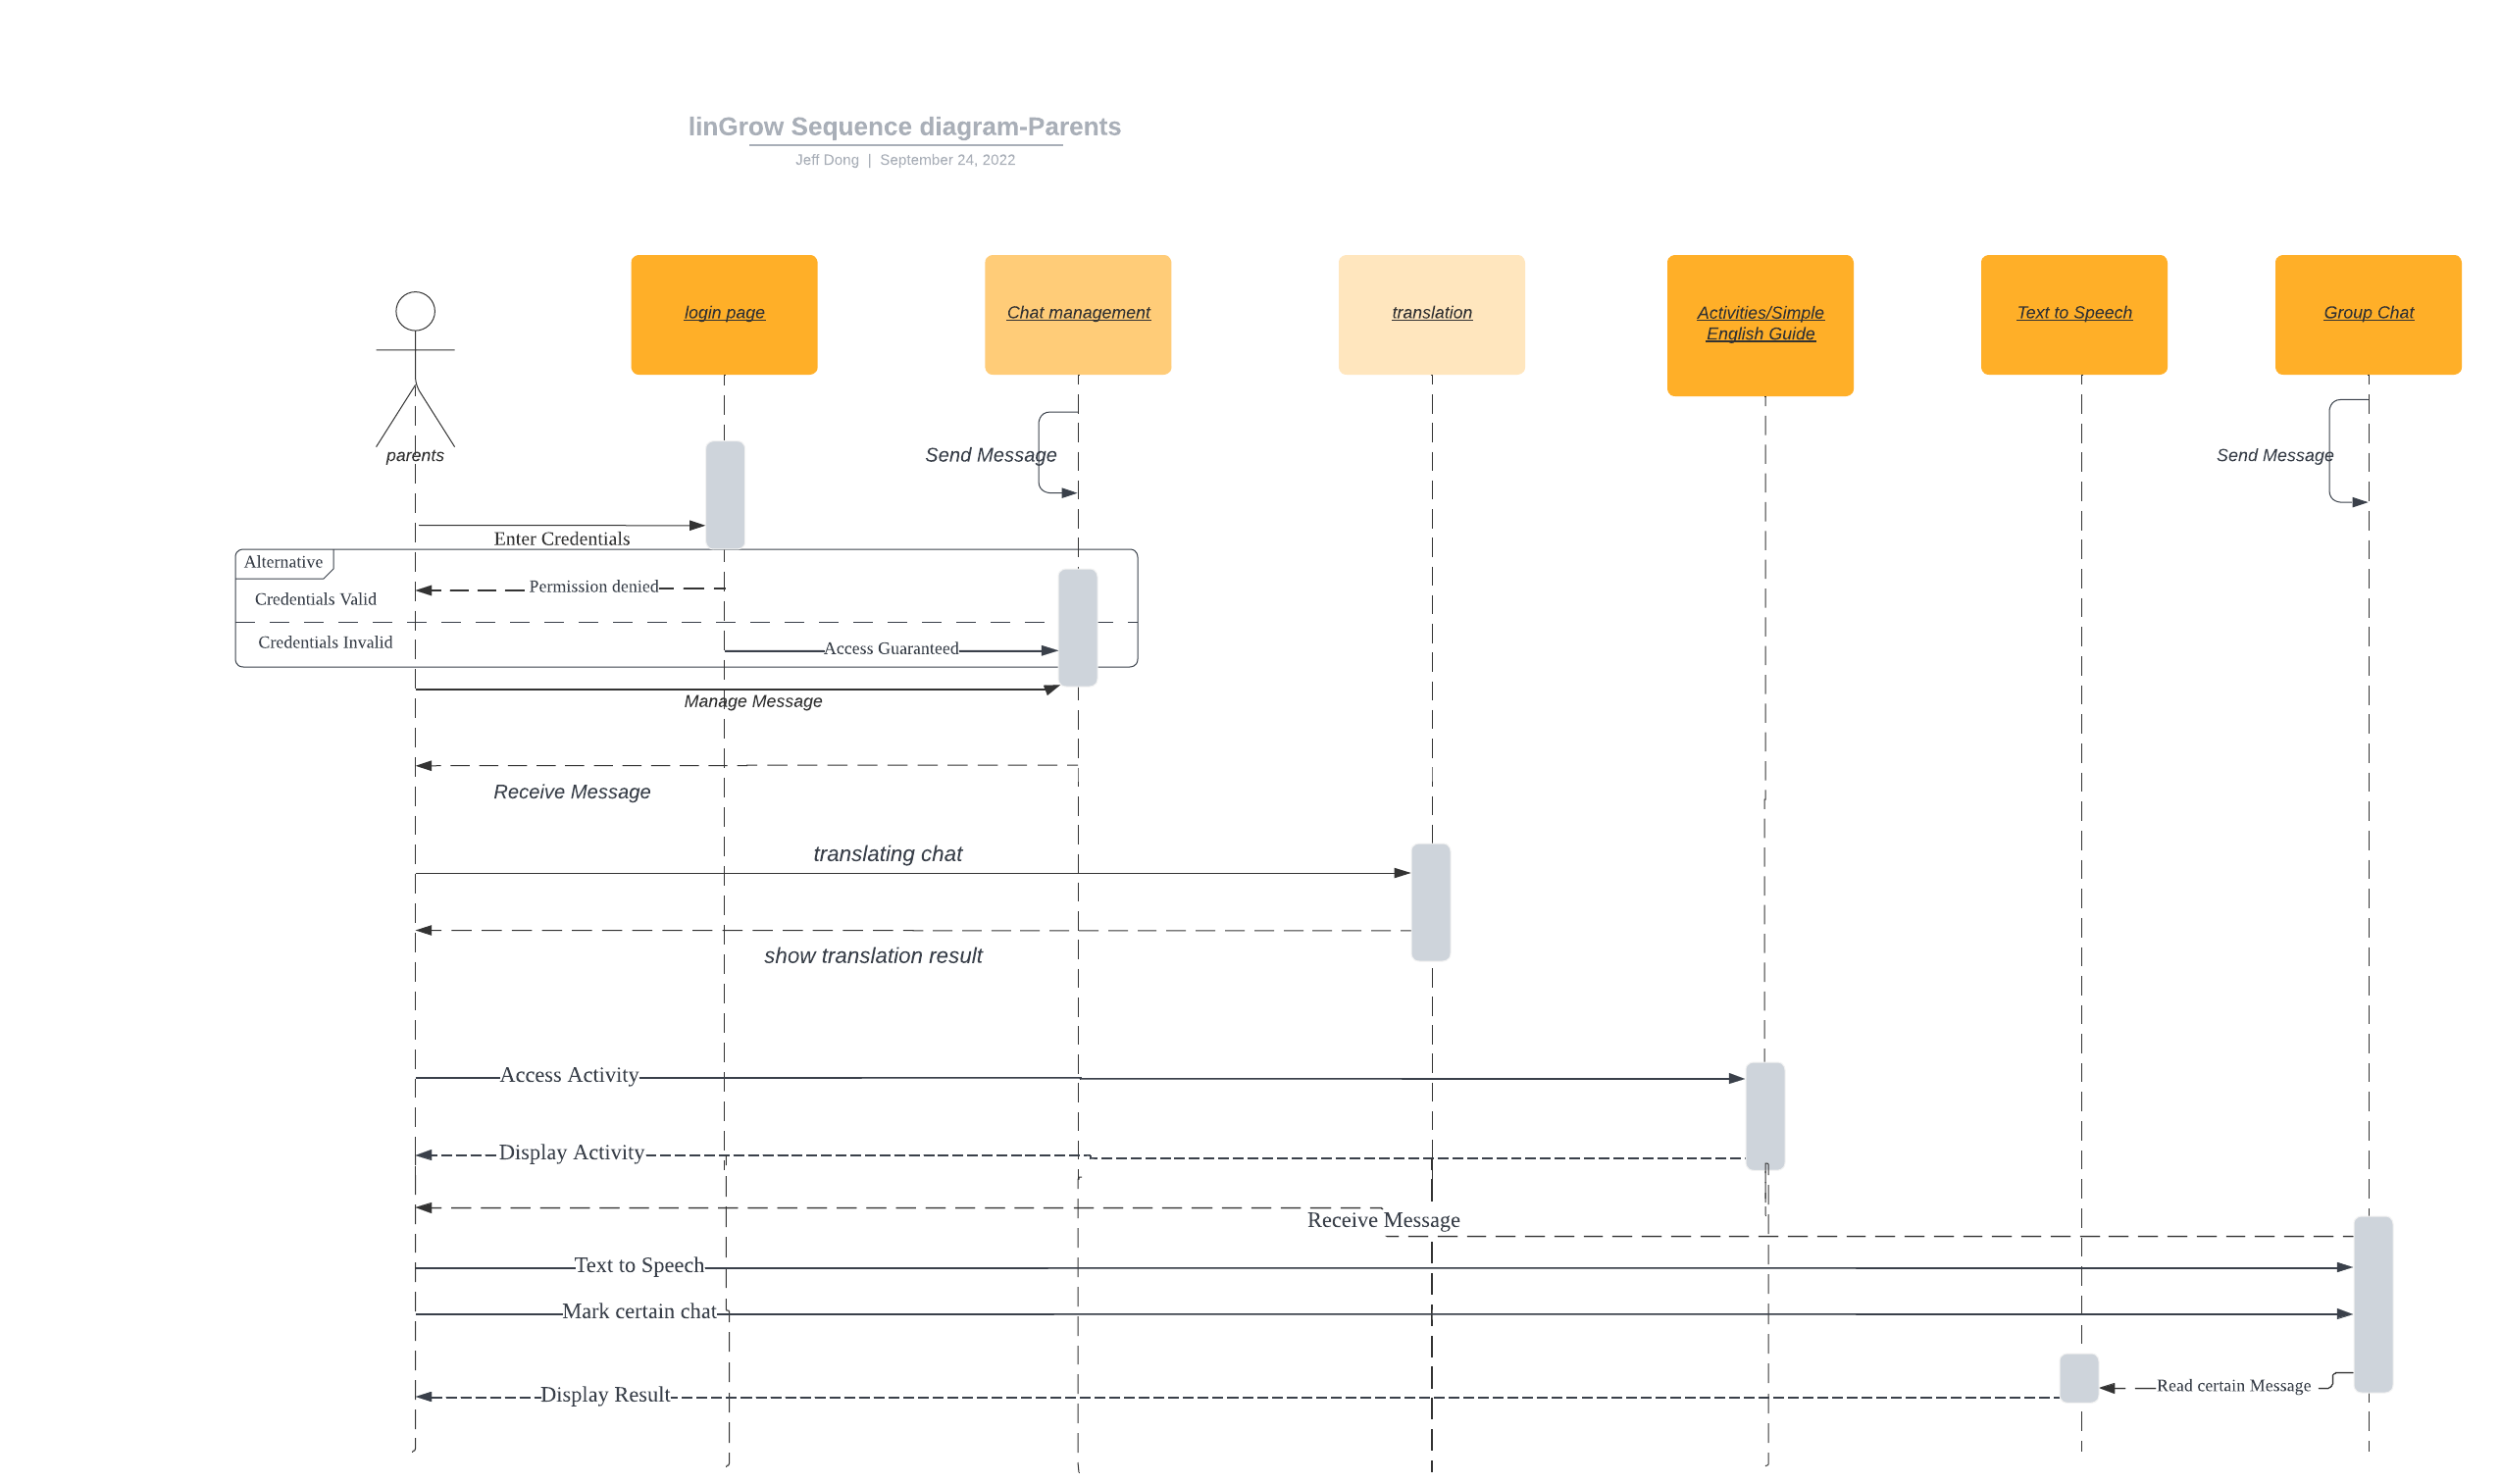 linGrow Sequence diagram-Parents
Jeff Dong | September 24, 2022
login page
Chat management
translation
Activities/Simple
English Guide
Text to Speech
Group Chat
parents
Send Message
Send Message
Enter Credentials
Alternative
Permission denied
Credentials Valid
Credentials Invalid
Access Guaranteed
Manage Message
Receive Message
translating chat
show translation result
Access Activity
Display Activity
Receive Message
Text to Speech
Mark certain chat
Read certain Message
Display Result